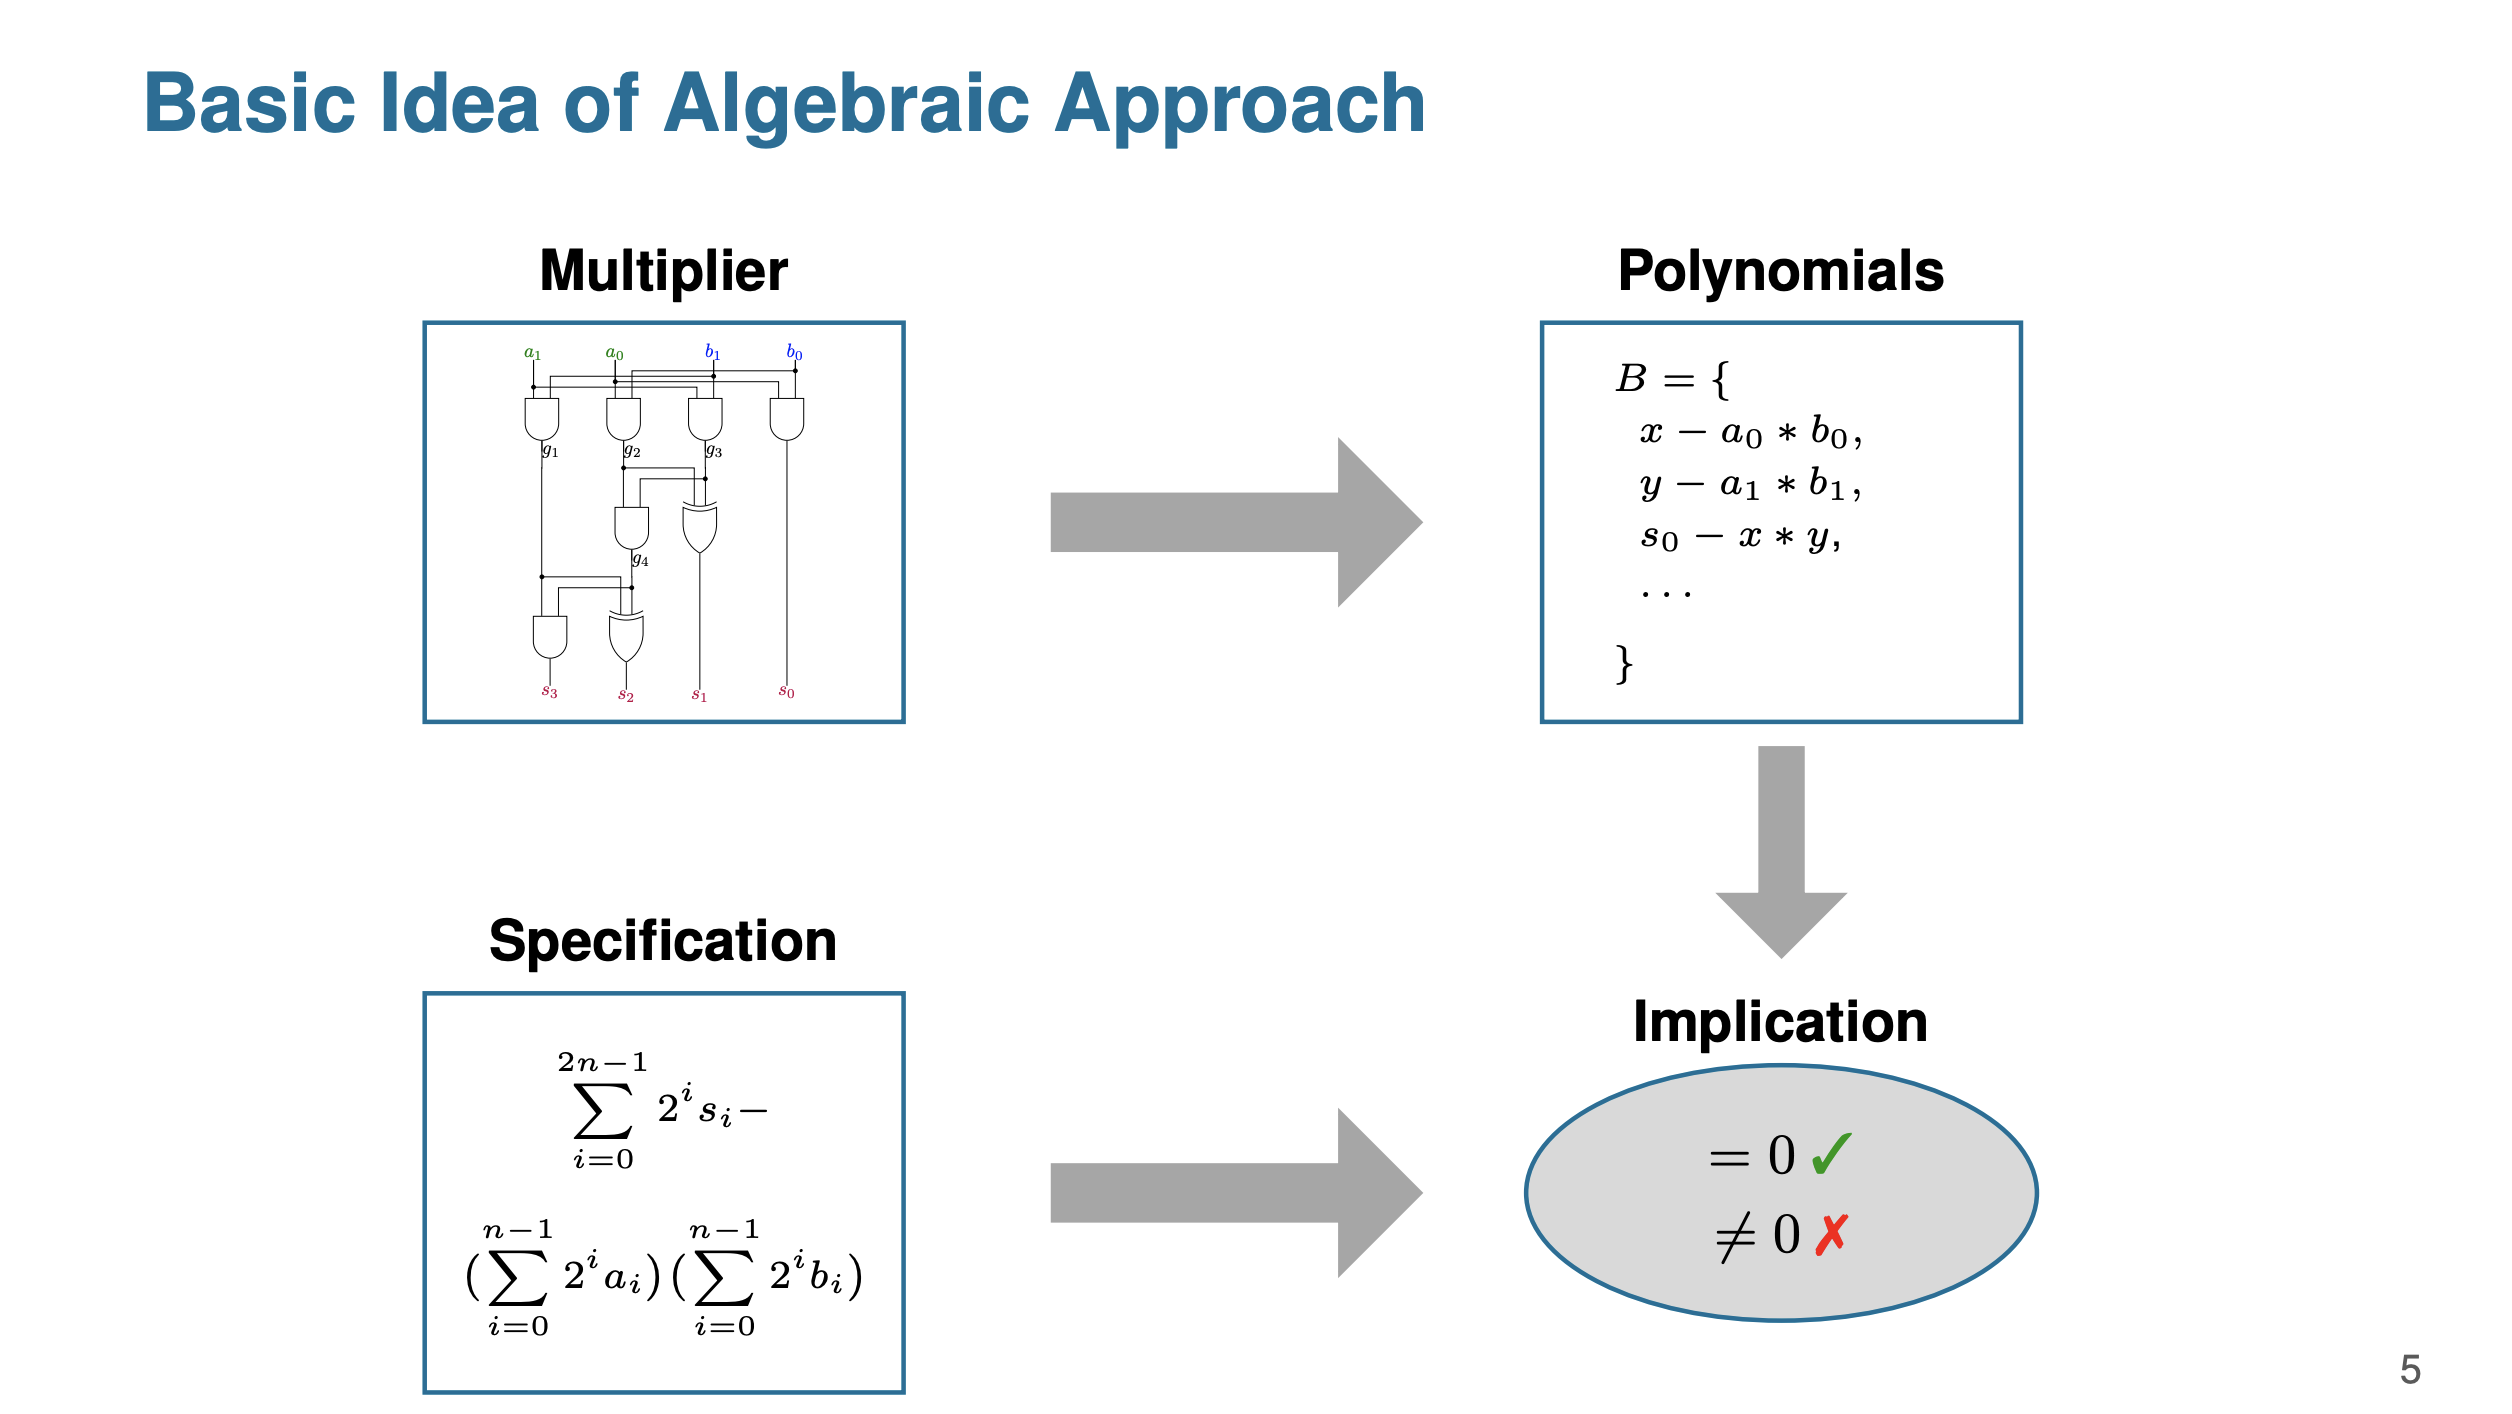 Basic Idea of Algebraic Approach
Multiplier
a₁ a₀ b₁ b₀
g₁ g₂ g₃
g₄
s₃ s₂ s₁ s₀
Polynomials
B = {
x − a₀ * b₀,
y − a₁ * b₁,
s₀ − x * y,
...
}
Specification
∑_{i=0}^{2n−1} 2^i s_i −
(∑_{i=0}^{n−1} 2^i a_i)(∑_{i=0}^{n−1} 2^i b_i)
Implication
= 0 ✓
≠ 0 ✗
5